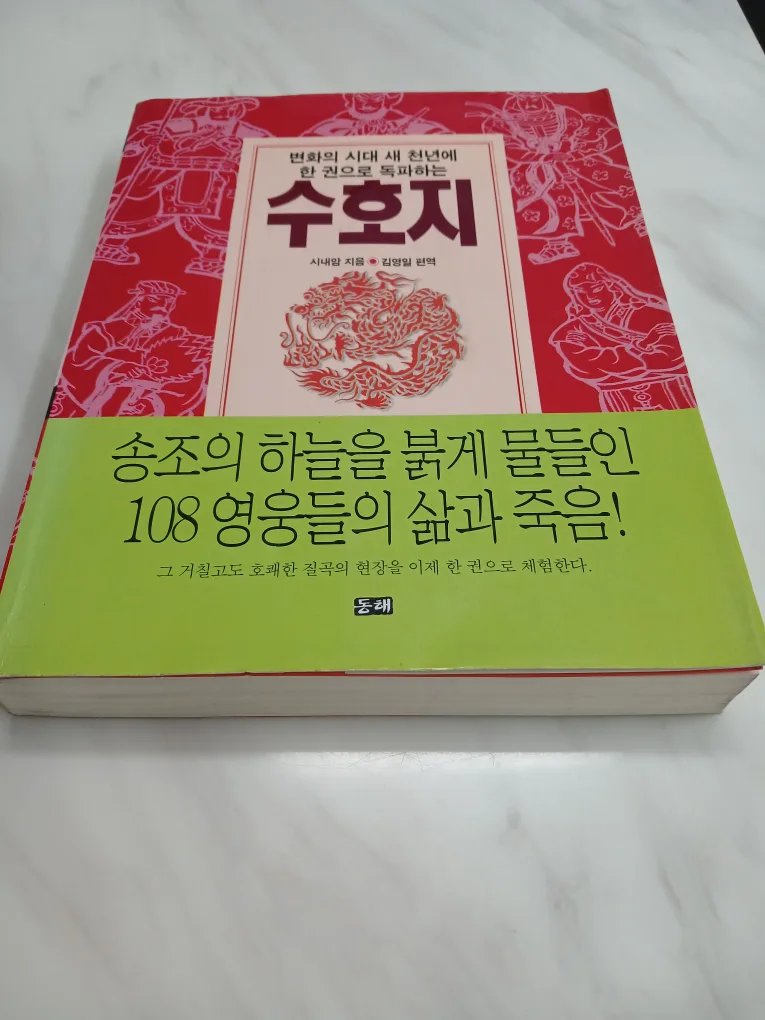 변화의 시대 새 천년에
한 권으로 독파하는
수호지
시내암 지음 ◉ 김영일 편역
송조의 하늘을 붉게 물들인
108 영웅들의 삶과 죽음!
그 거칠고도 호쾌한 질곡의 현장을 이제 한 권으로 체험한다.
동해